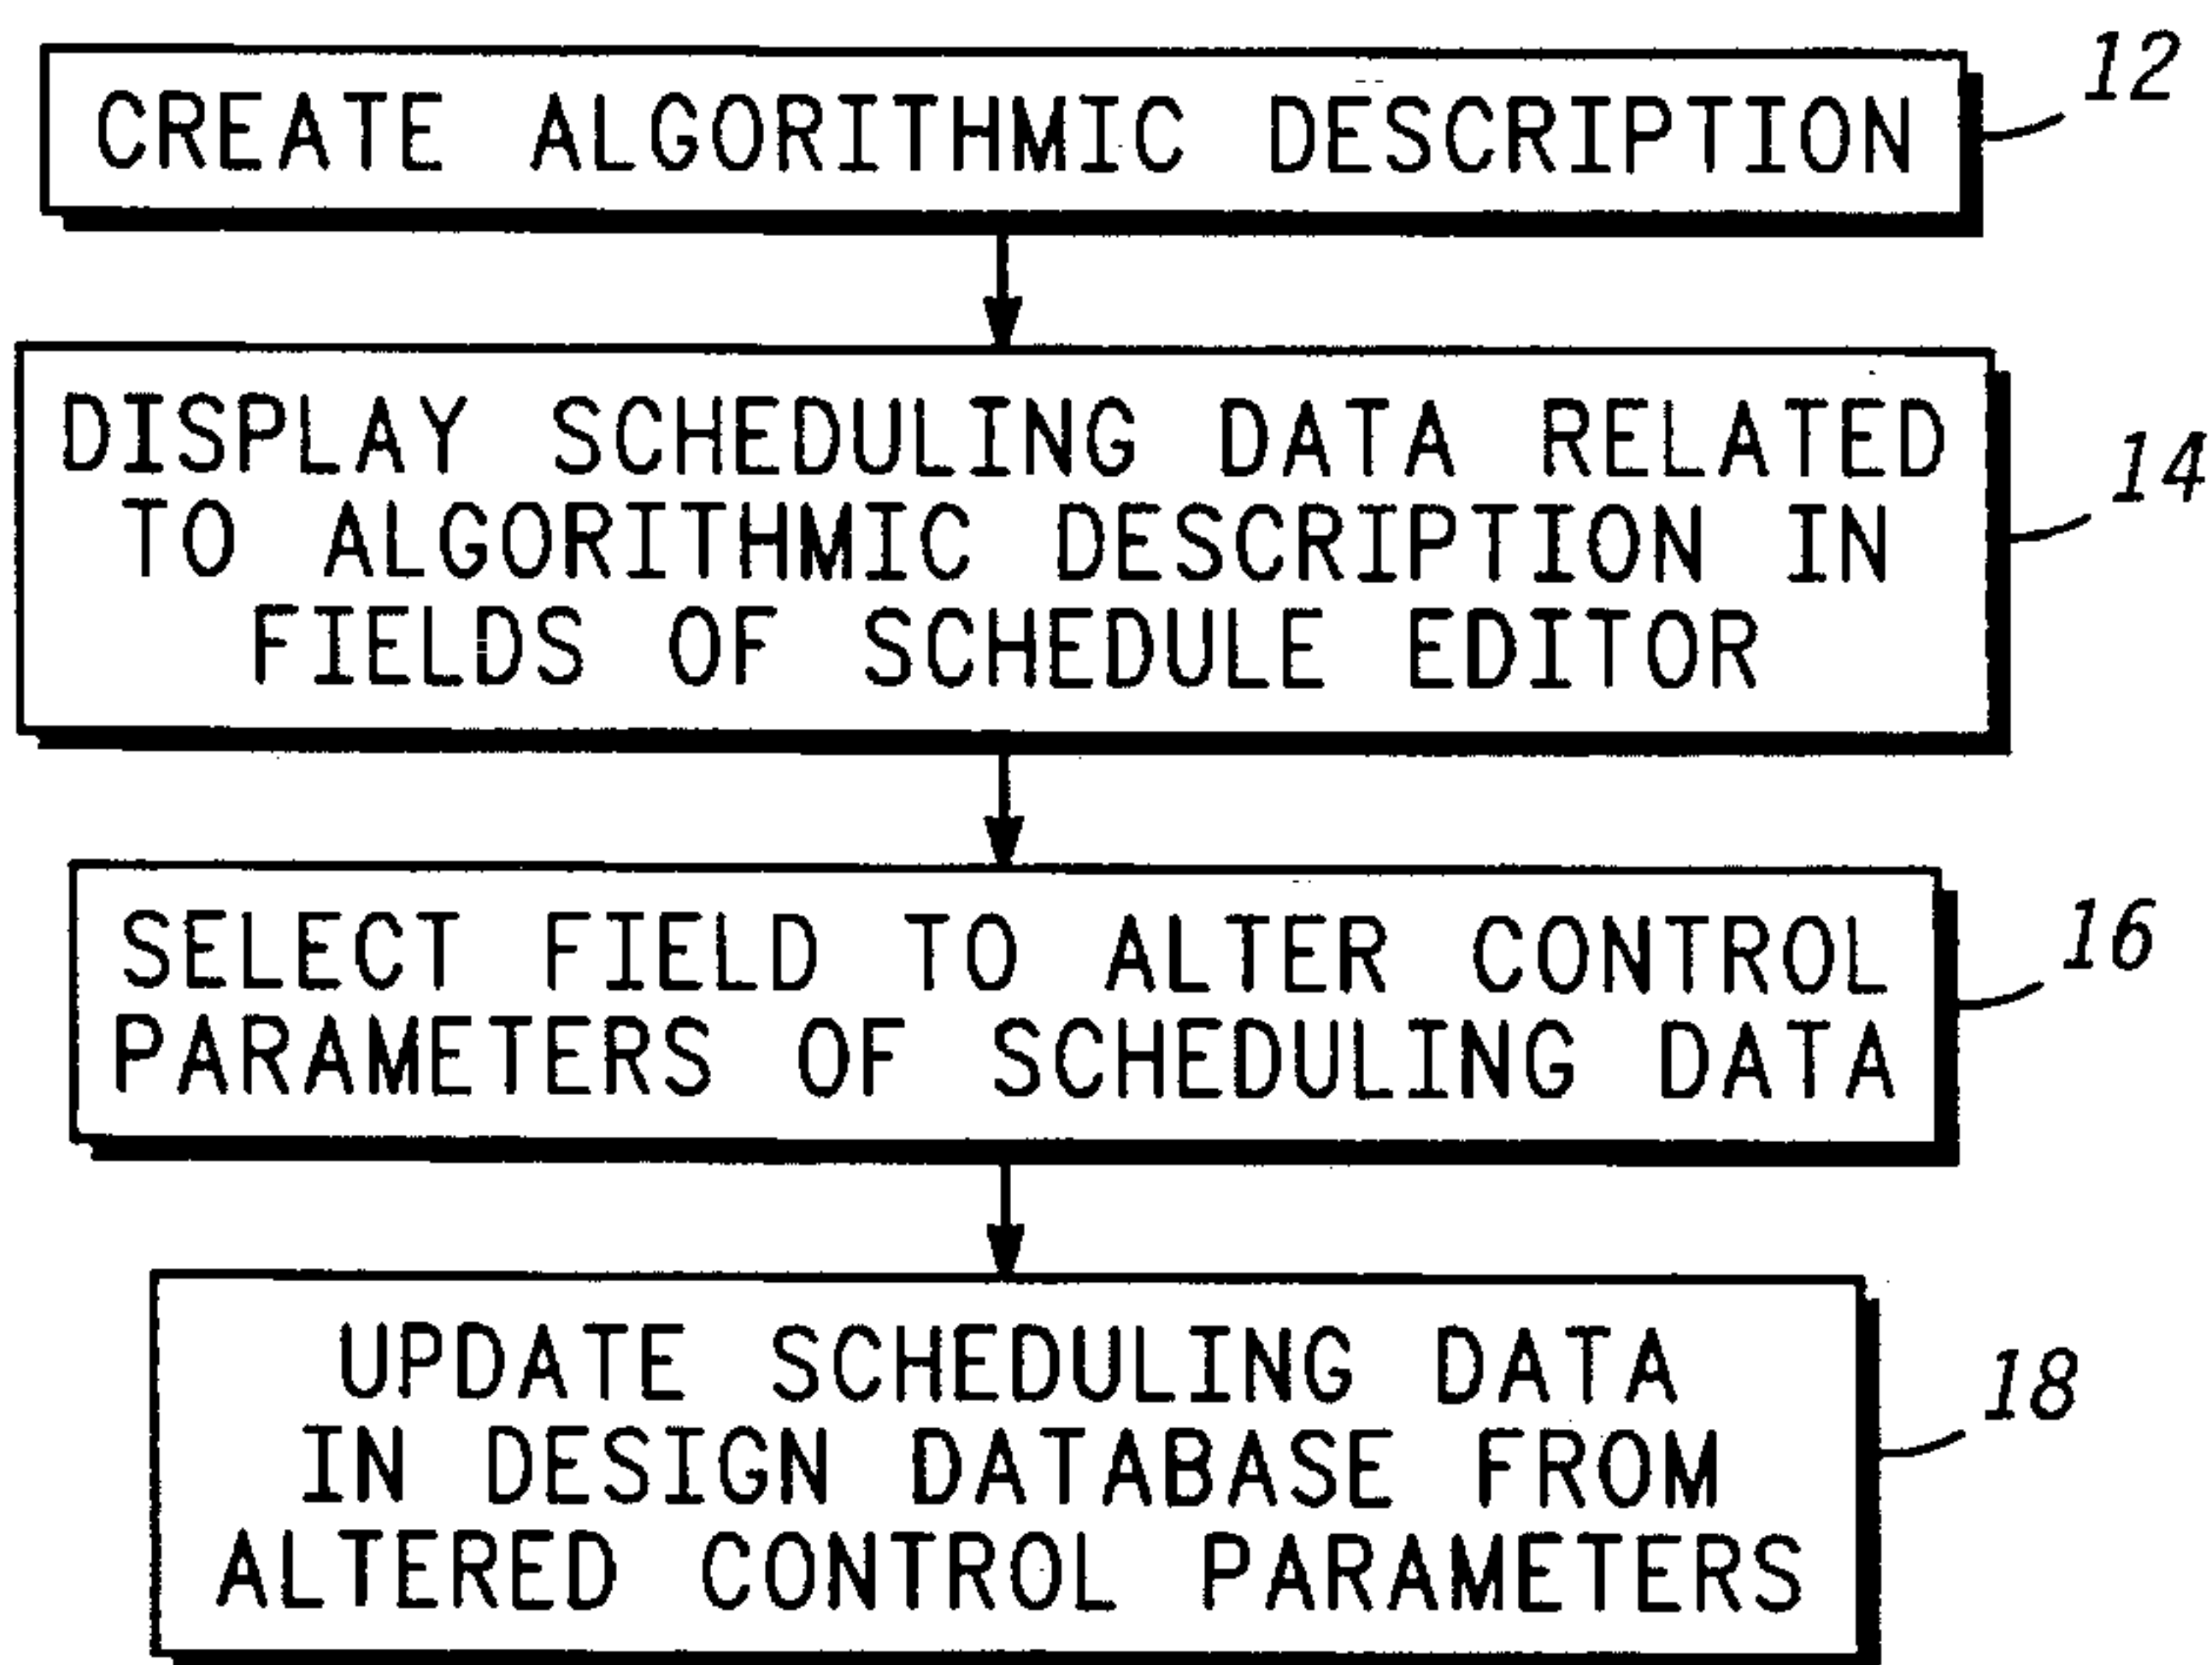 CREATE ALGORITHMIC DESCRIPTION
12
DISPLAY SCHEDULING DATA RELATED
TO ALGORITHMIC DESCRIPTION IN
FIELDS OF SCHEDULE EDITOR
14
SELECT FIELD TO ALTER CONTROL
PARAMETERS OF SCHEDULING DATA
16
UPDATE SCHEDULING DATA
IN DESIGN DATABASE FROM
ALTERED CONTROL PARAMETERS
18